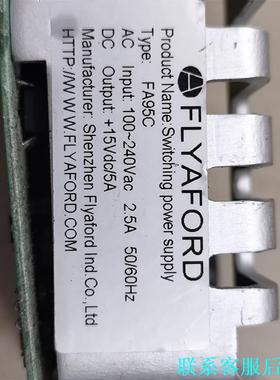 FLYAFORD
Product Name:Switching power supply
Type: FA95C
AC Input: 100~240Vac 2.5A 50/60Hz
DC Output: +15Vdc/5A
Manufacturer: Shenzhen Flyaford Ind.Co.,Ltd
HTTP://WWW.FLYAFORD.COM
联系客服后